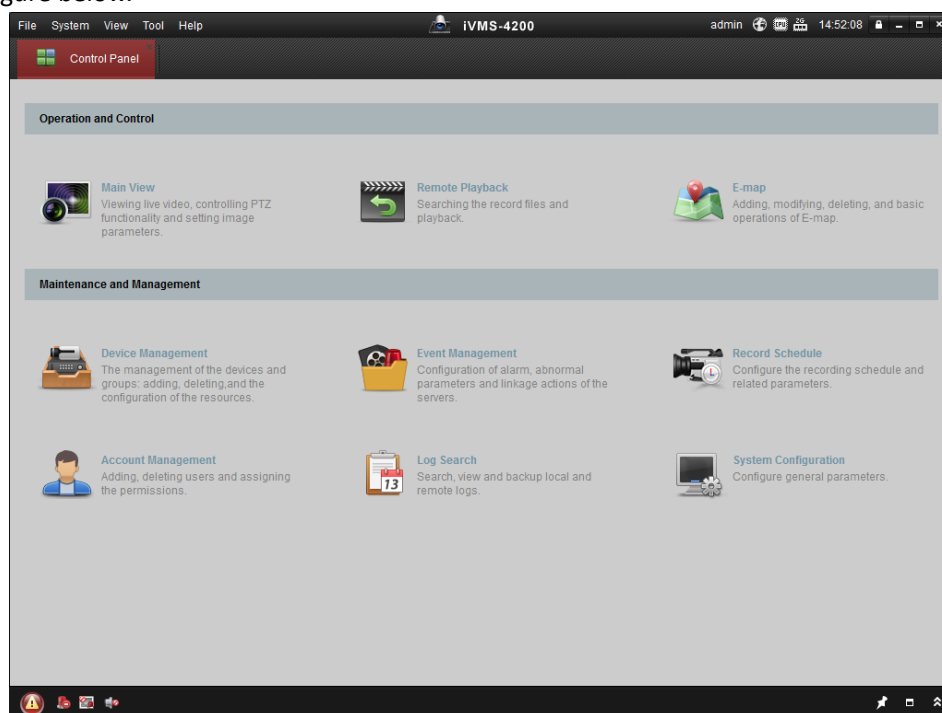 gure below.
File System View Tool Help iVMS-4200 admin CPU 14:52:08
Control Panel
Operation and Control
Main View
Viewing live video, controlling PTZ
functionality and setting image
parameters.
Remote Playback
Searching the record files and
playback.
E-map
Adding, modifying, deleting, and basic
operations of E-map.
Maintenance and Management
Device Management
The management of the devices and
groups: adding, deleting,and the
configuration of the resources.
Event Management
Configuration of alarm, abnormal
parameters and linkage actions of the
servers.
Record Schedule
Configure the recording schedule and
related parameters.
Account Management
Adding, deleting users and assigning
the permissions.
13
Log Search
Search, view and backup local and
remote logs.
System Configuration
Configure general parameters.